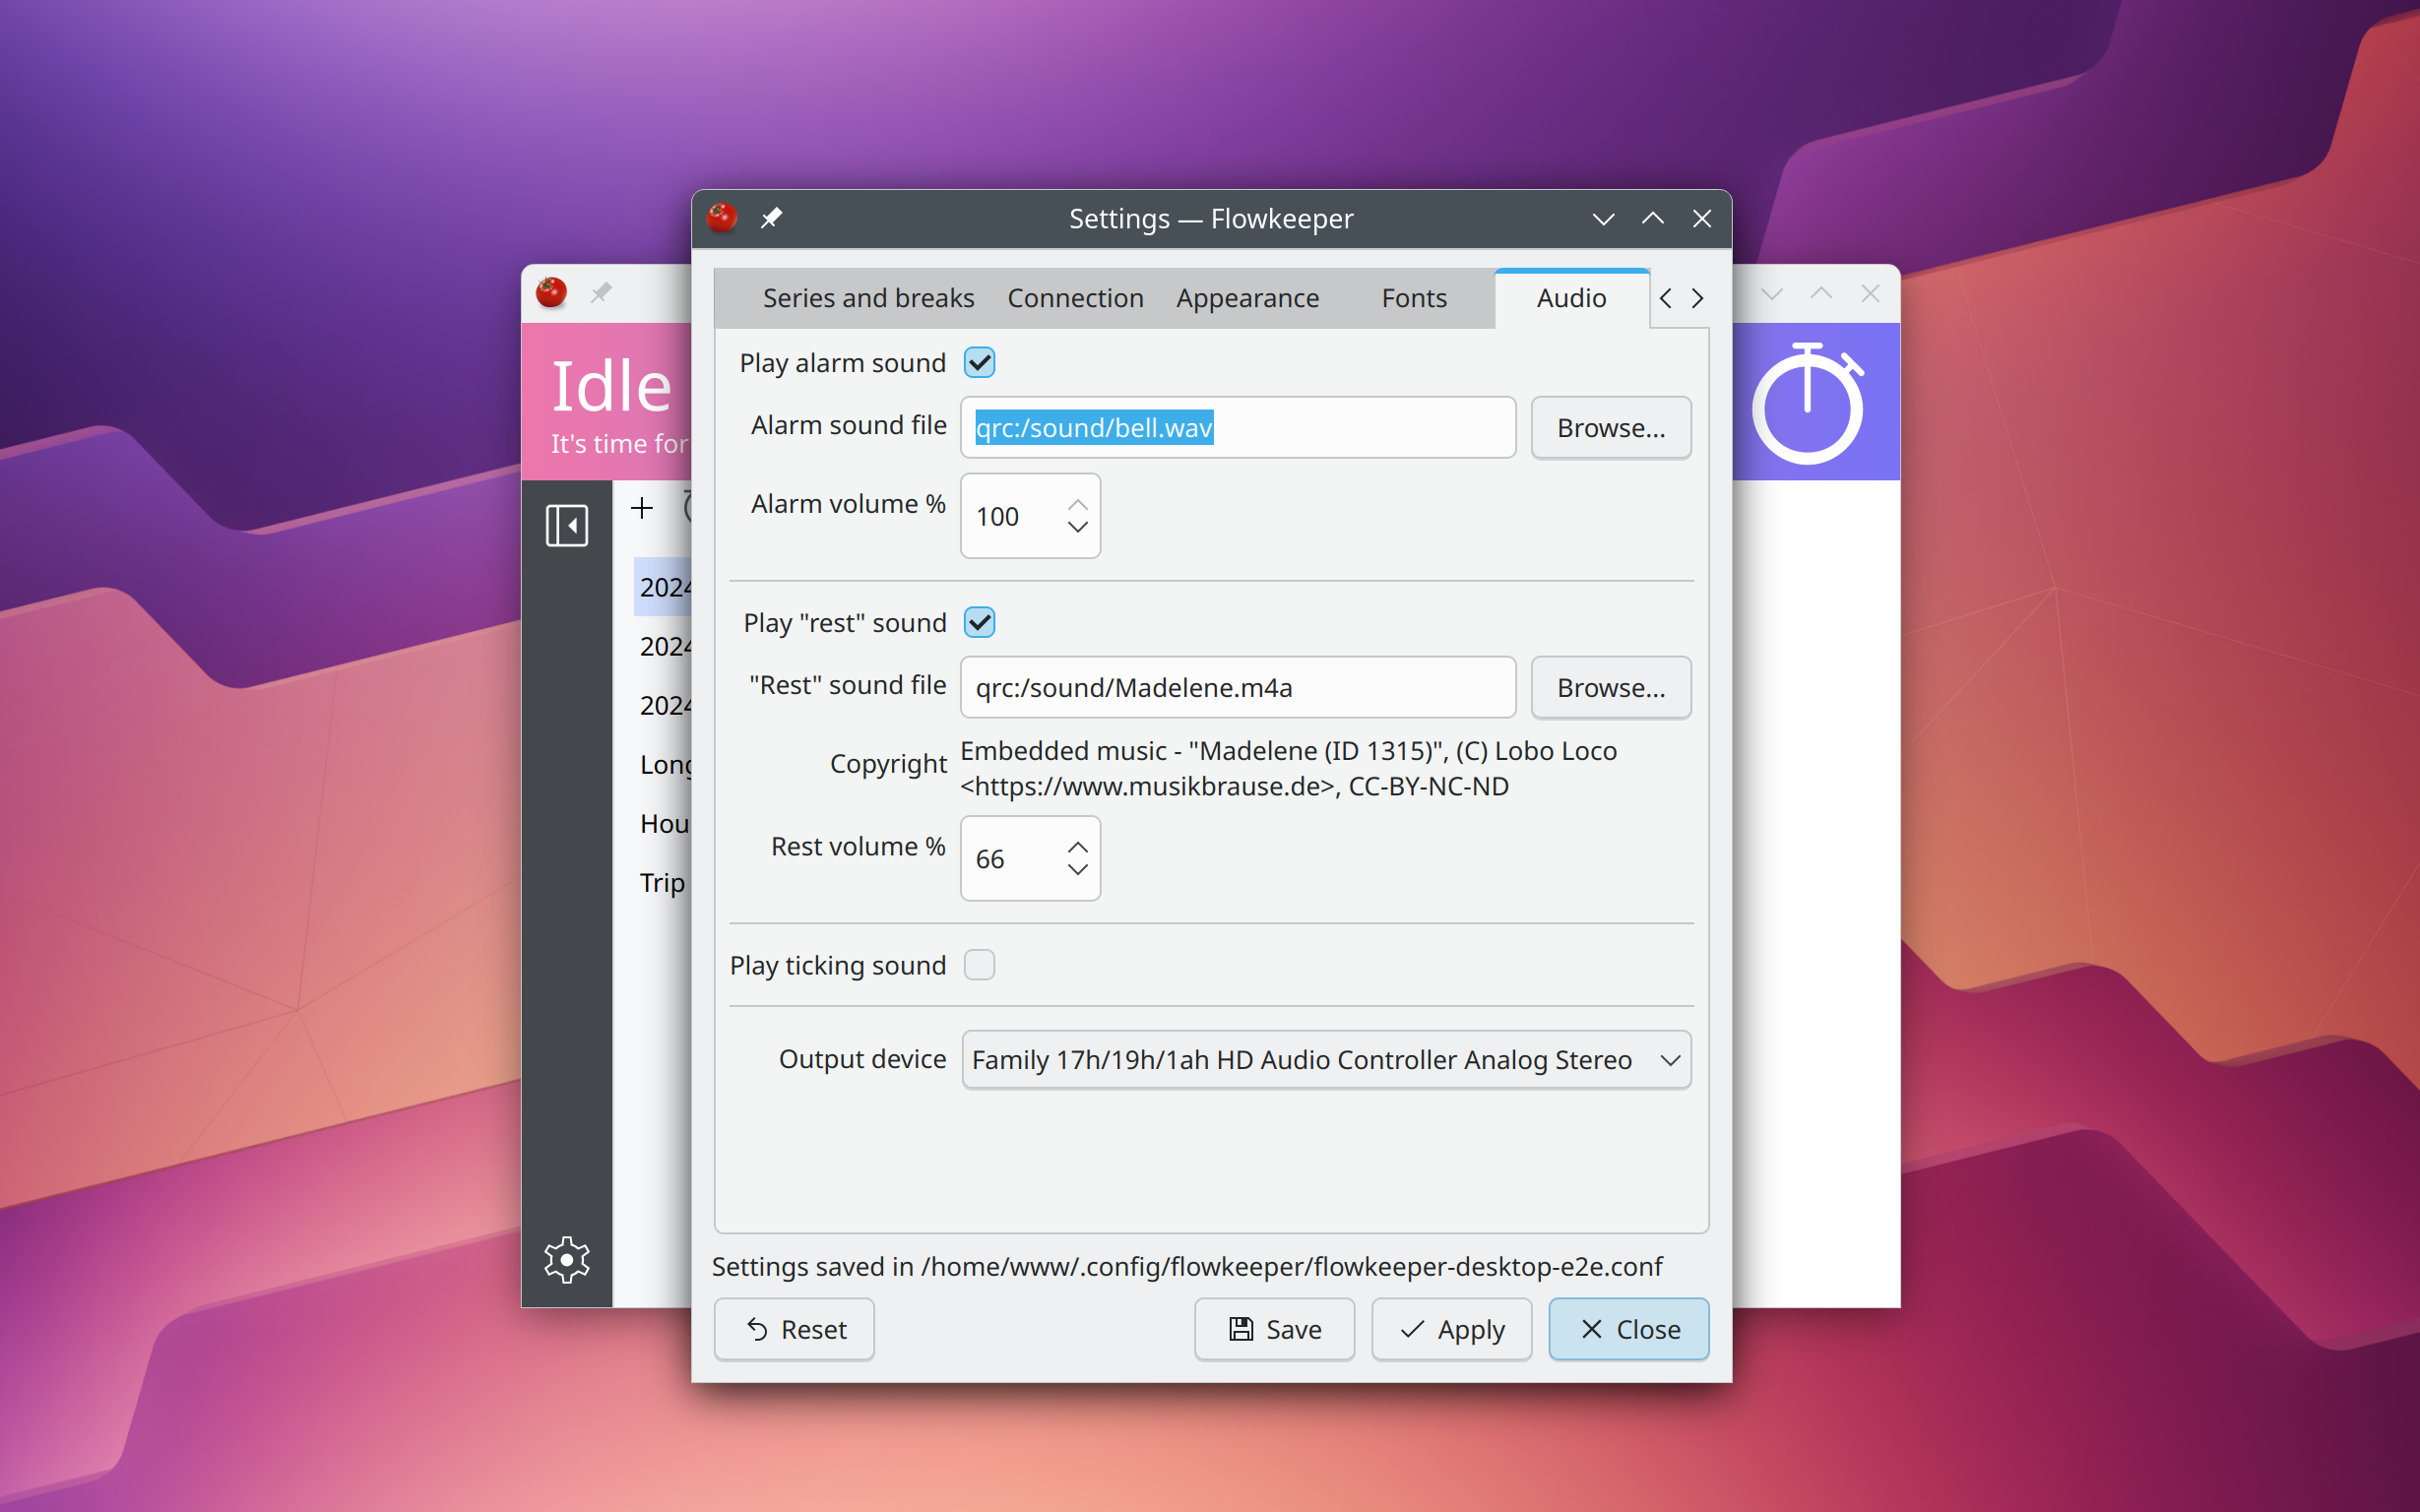 Settings — Flowkeeper
Series and breaks Connection Appearance Fonts Audio
Idle
It's time for
2024
2024
2024
Long
Hou
Trip
Play alarm sound
Alarm sound file qrc:/sound/bell.wav Browse...
Alarm volume % 100
Play "rest" sound
"Rest" sound file qrc:/sound/Madelene.m4a Browse...
Copyright Embedded music - "Madelene (ID 1315)", (C) Lobo Loco
<https://www.musikbrause.de>, CC-BY-NC-ND
Rest volume % 66
Play ticking sound
Output device Family 17h/19h/1ah HD Audio Controller Analog Stereo
Settings saved in /home/www/.config/flowkeeper/flowkeeper-desktop-e2e.conf
Reset Save Apply Close